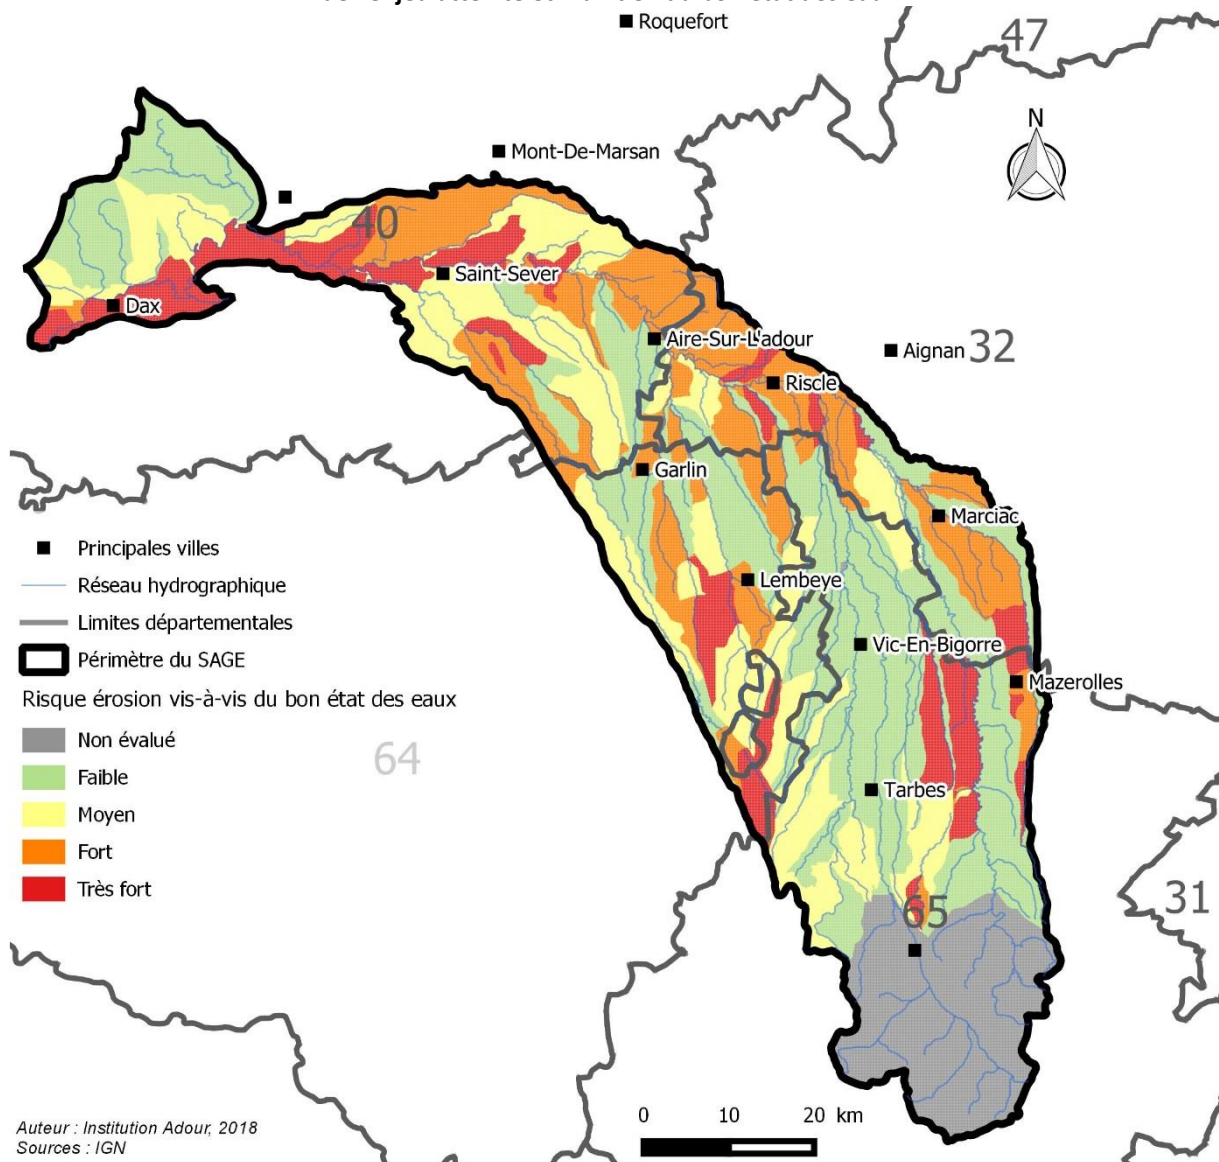 Roquefort
47
N
Mont-De-Marsan
40
Saint-Sever
Dax
Aire-Sur-L'adour
Aignan
32
Riscle
Garlin
Marciac
Principales villes
Réseau hydrographique
Limites départementales
Périmètre du SAGE
Lembeye
Vic-En-Bigorre
Mazerolles
Risque érosion vis-à-vis du bon état des eaux
Non évalué
Faible
Moyen
Fort
Très fort
64
Tarbes
65
31
0 10 20 km
Auteur : Institution Adour, 2018
Sources : IGN